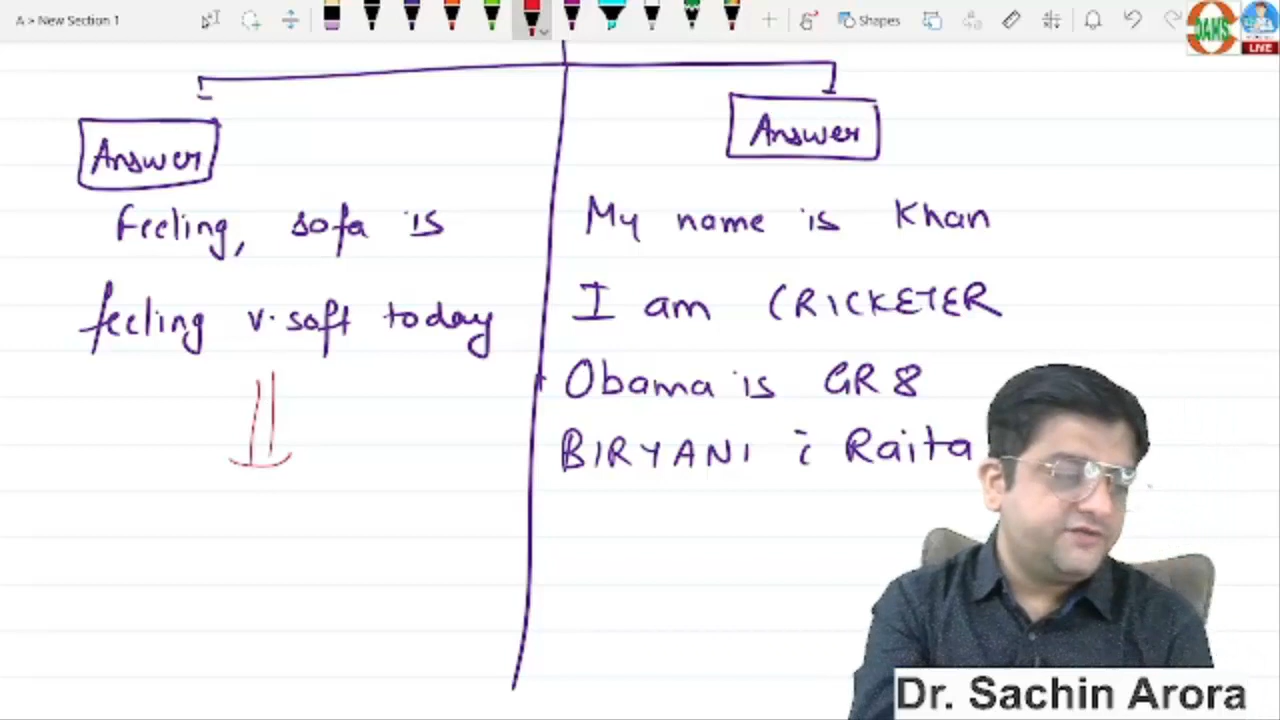 A > New Section 1
Shapes
DAMS
LIVE
Answer
Feeling, sofa is
feeling v. soft today
Answer
My name is Khan
I am CRICKETER
Obama is GR8
BIRYANI c̄ Raita
Dr. Sachin Arora